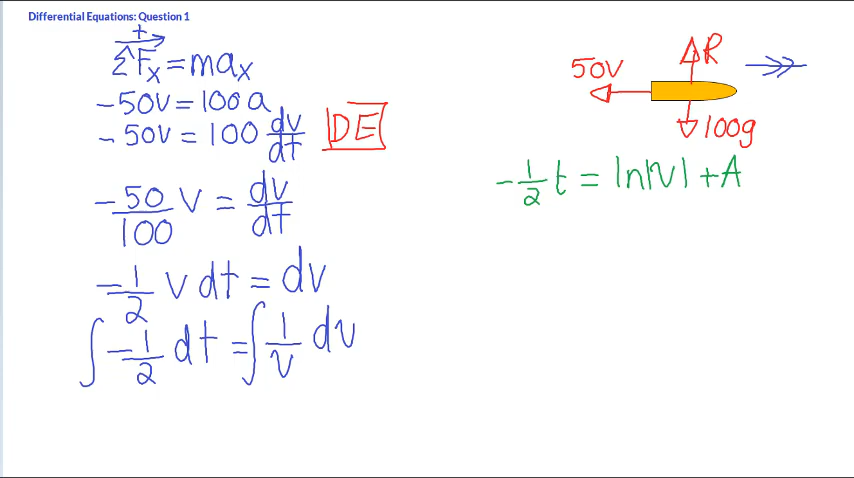 Differential Equations: Question 1
+
ΣFₓ = maₓ
-50v = 100a
-50v = 100 dv/dt DE
-50/100 v = dv/dt
-1/2 v dt = dv
∫ -1/2 dt = ∫ 1/v dv
R
50v
100g
-1/2 t = ln|v| + A